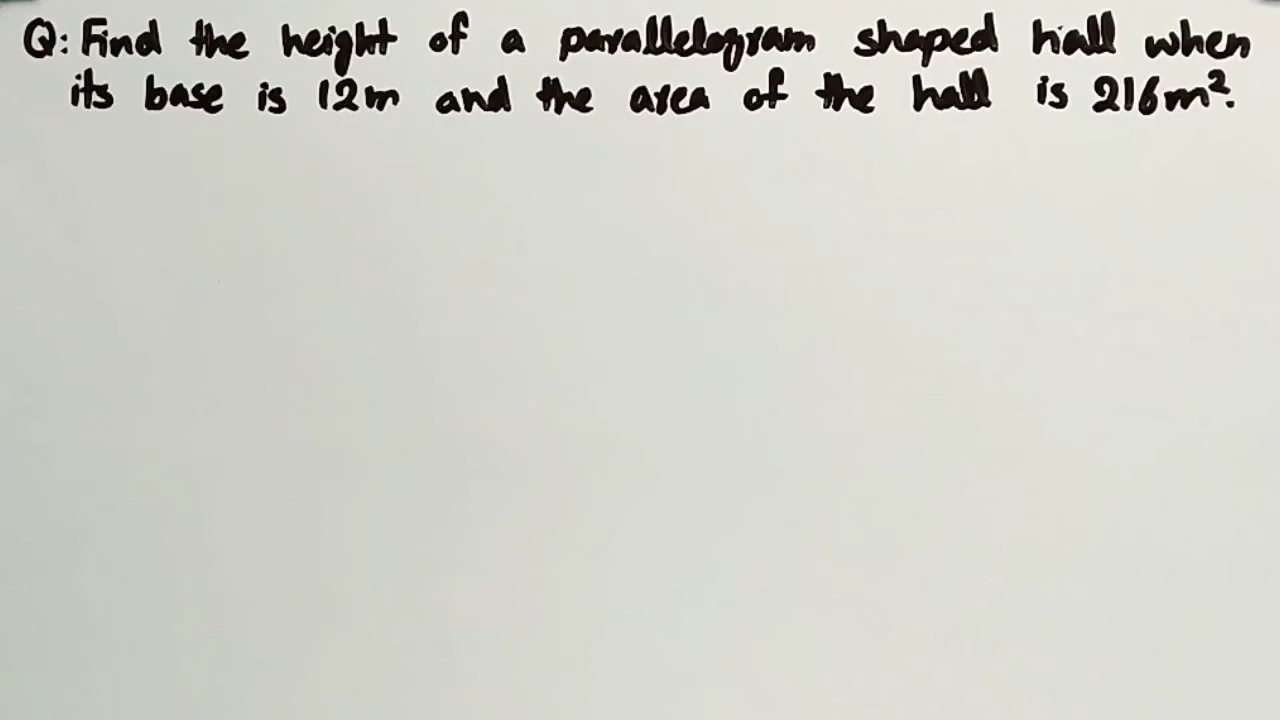 Q: Find the height of a parallelogram shaped hall when
its base is 12m and the area of the hall is 216m².